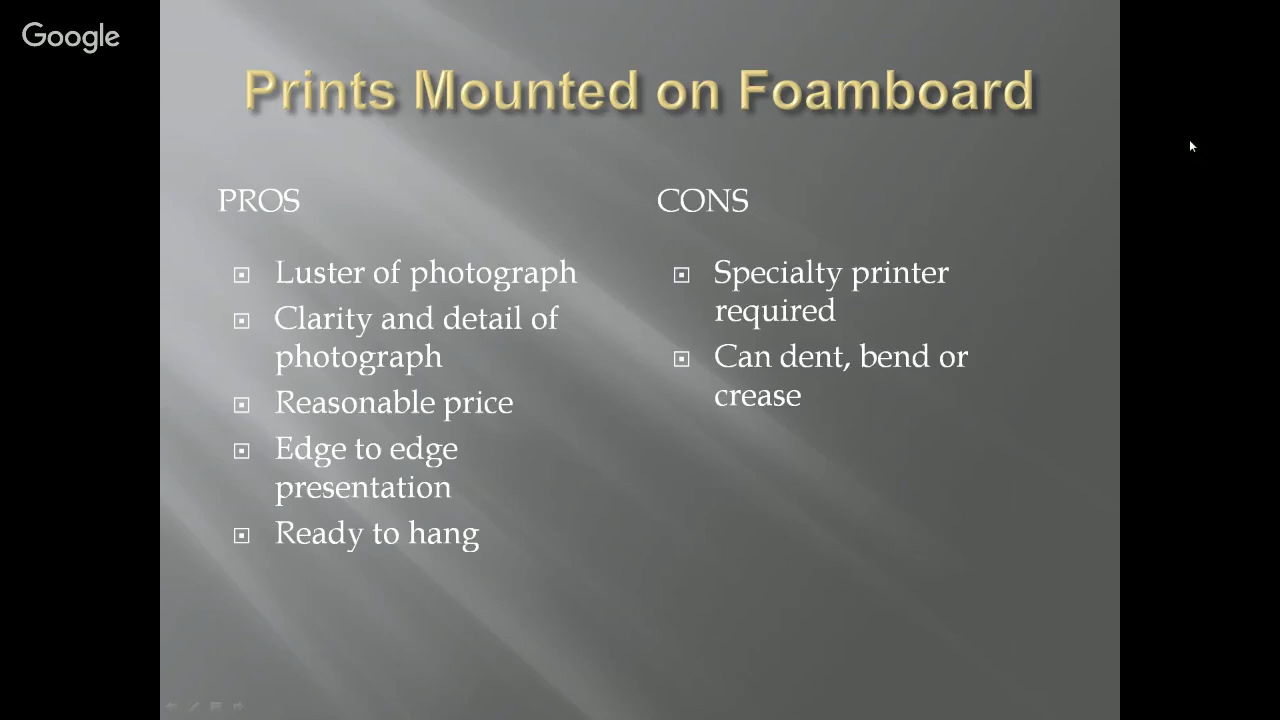 Google
Prints Mounted on Foamboard
PROS
Luster of photograph
Clarity and detail of
photograph
Reasonable price
Edge to edge
presentation
Ready to hang
CONS
Specialty printer
required
Can dent, bend or
crease